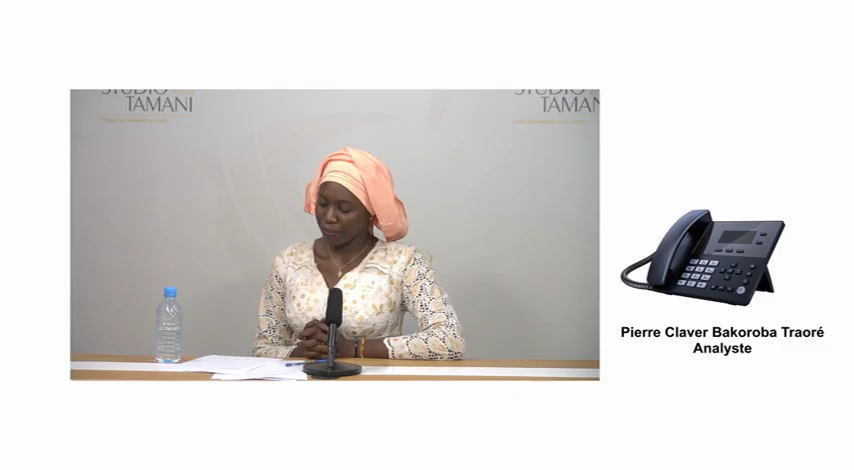 STUDIO
TAMANI
STUDIO
TAMANI
Pierre Claver Bakoroba Traoré
Analyste